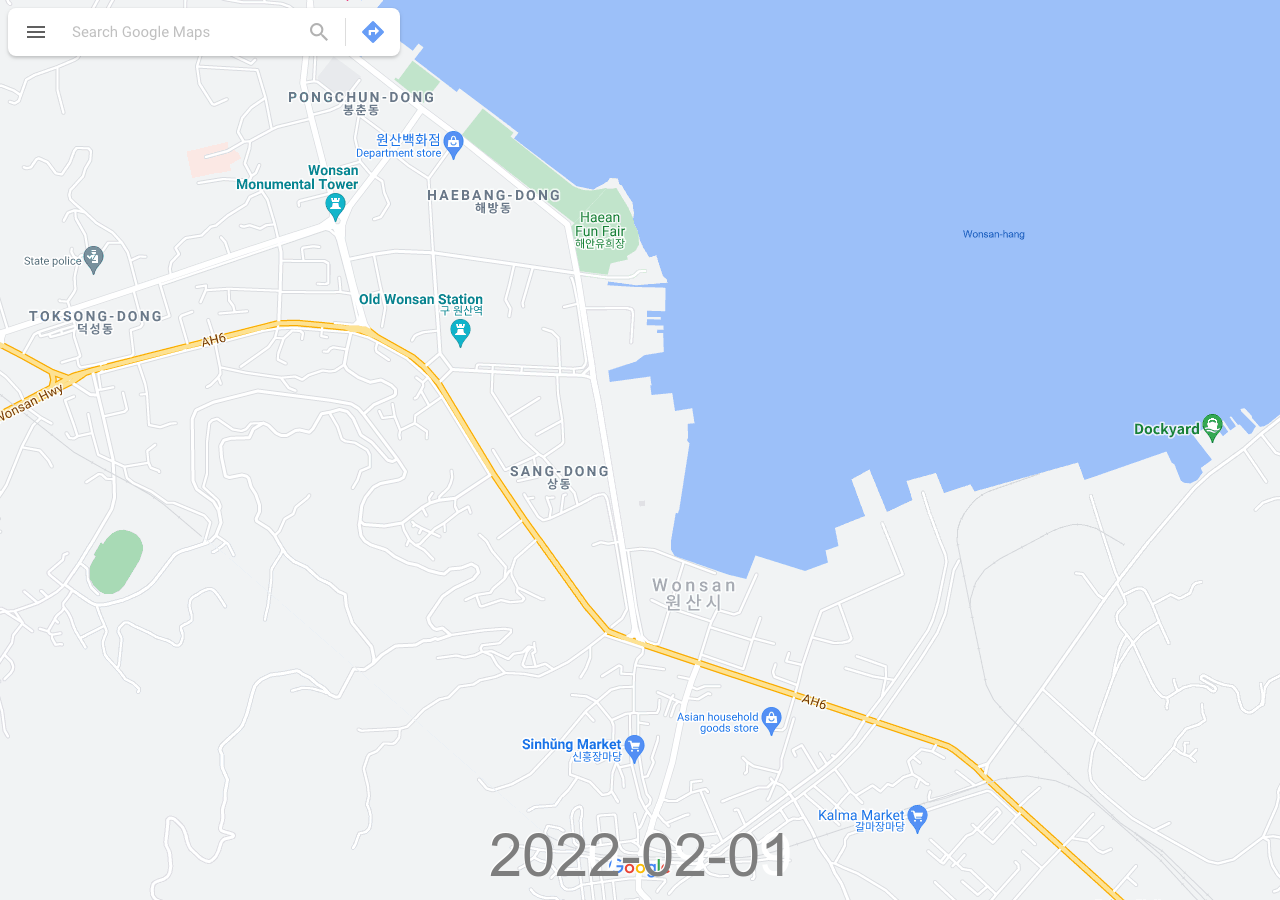 Search Google Maps
PONGCHUN-DONG
봉춘동
원산백화점
Department store
Wonsan
Monumental Tower
HAEBANG-DONG
해방동
Haean
Fun Fair
해안유희장
Wonsan-hang
State police
Old Wonsan Station
구 원산역
TOKSONG-DONG
덕성동
AH6
Wonsan Hwy
Dockyard
SANG-DONG
상동
Wonsan
원산시
AH6
Asian household
goods store
Sinhŭng Market
신흥장마당
Kalma Market
갈마장마당
2022-02-01
Google